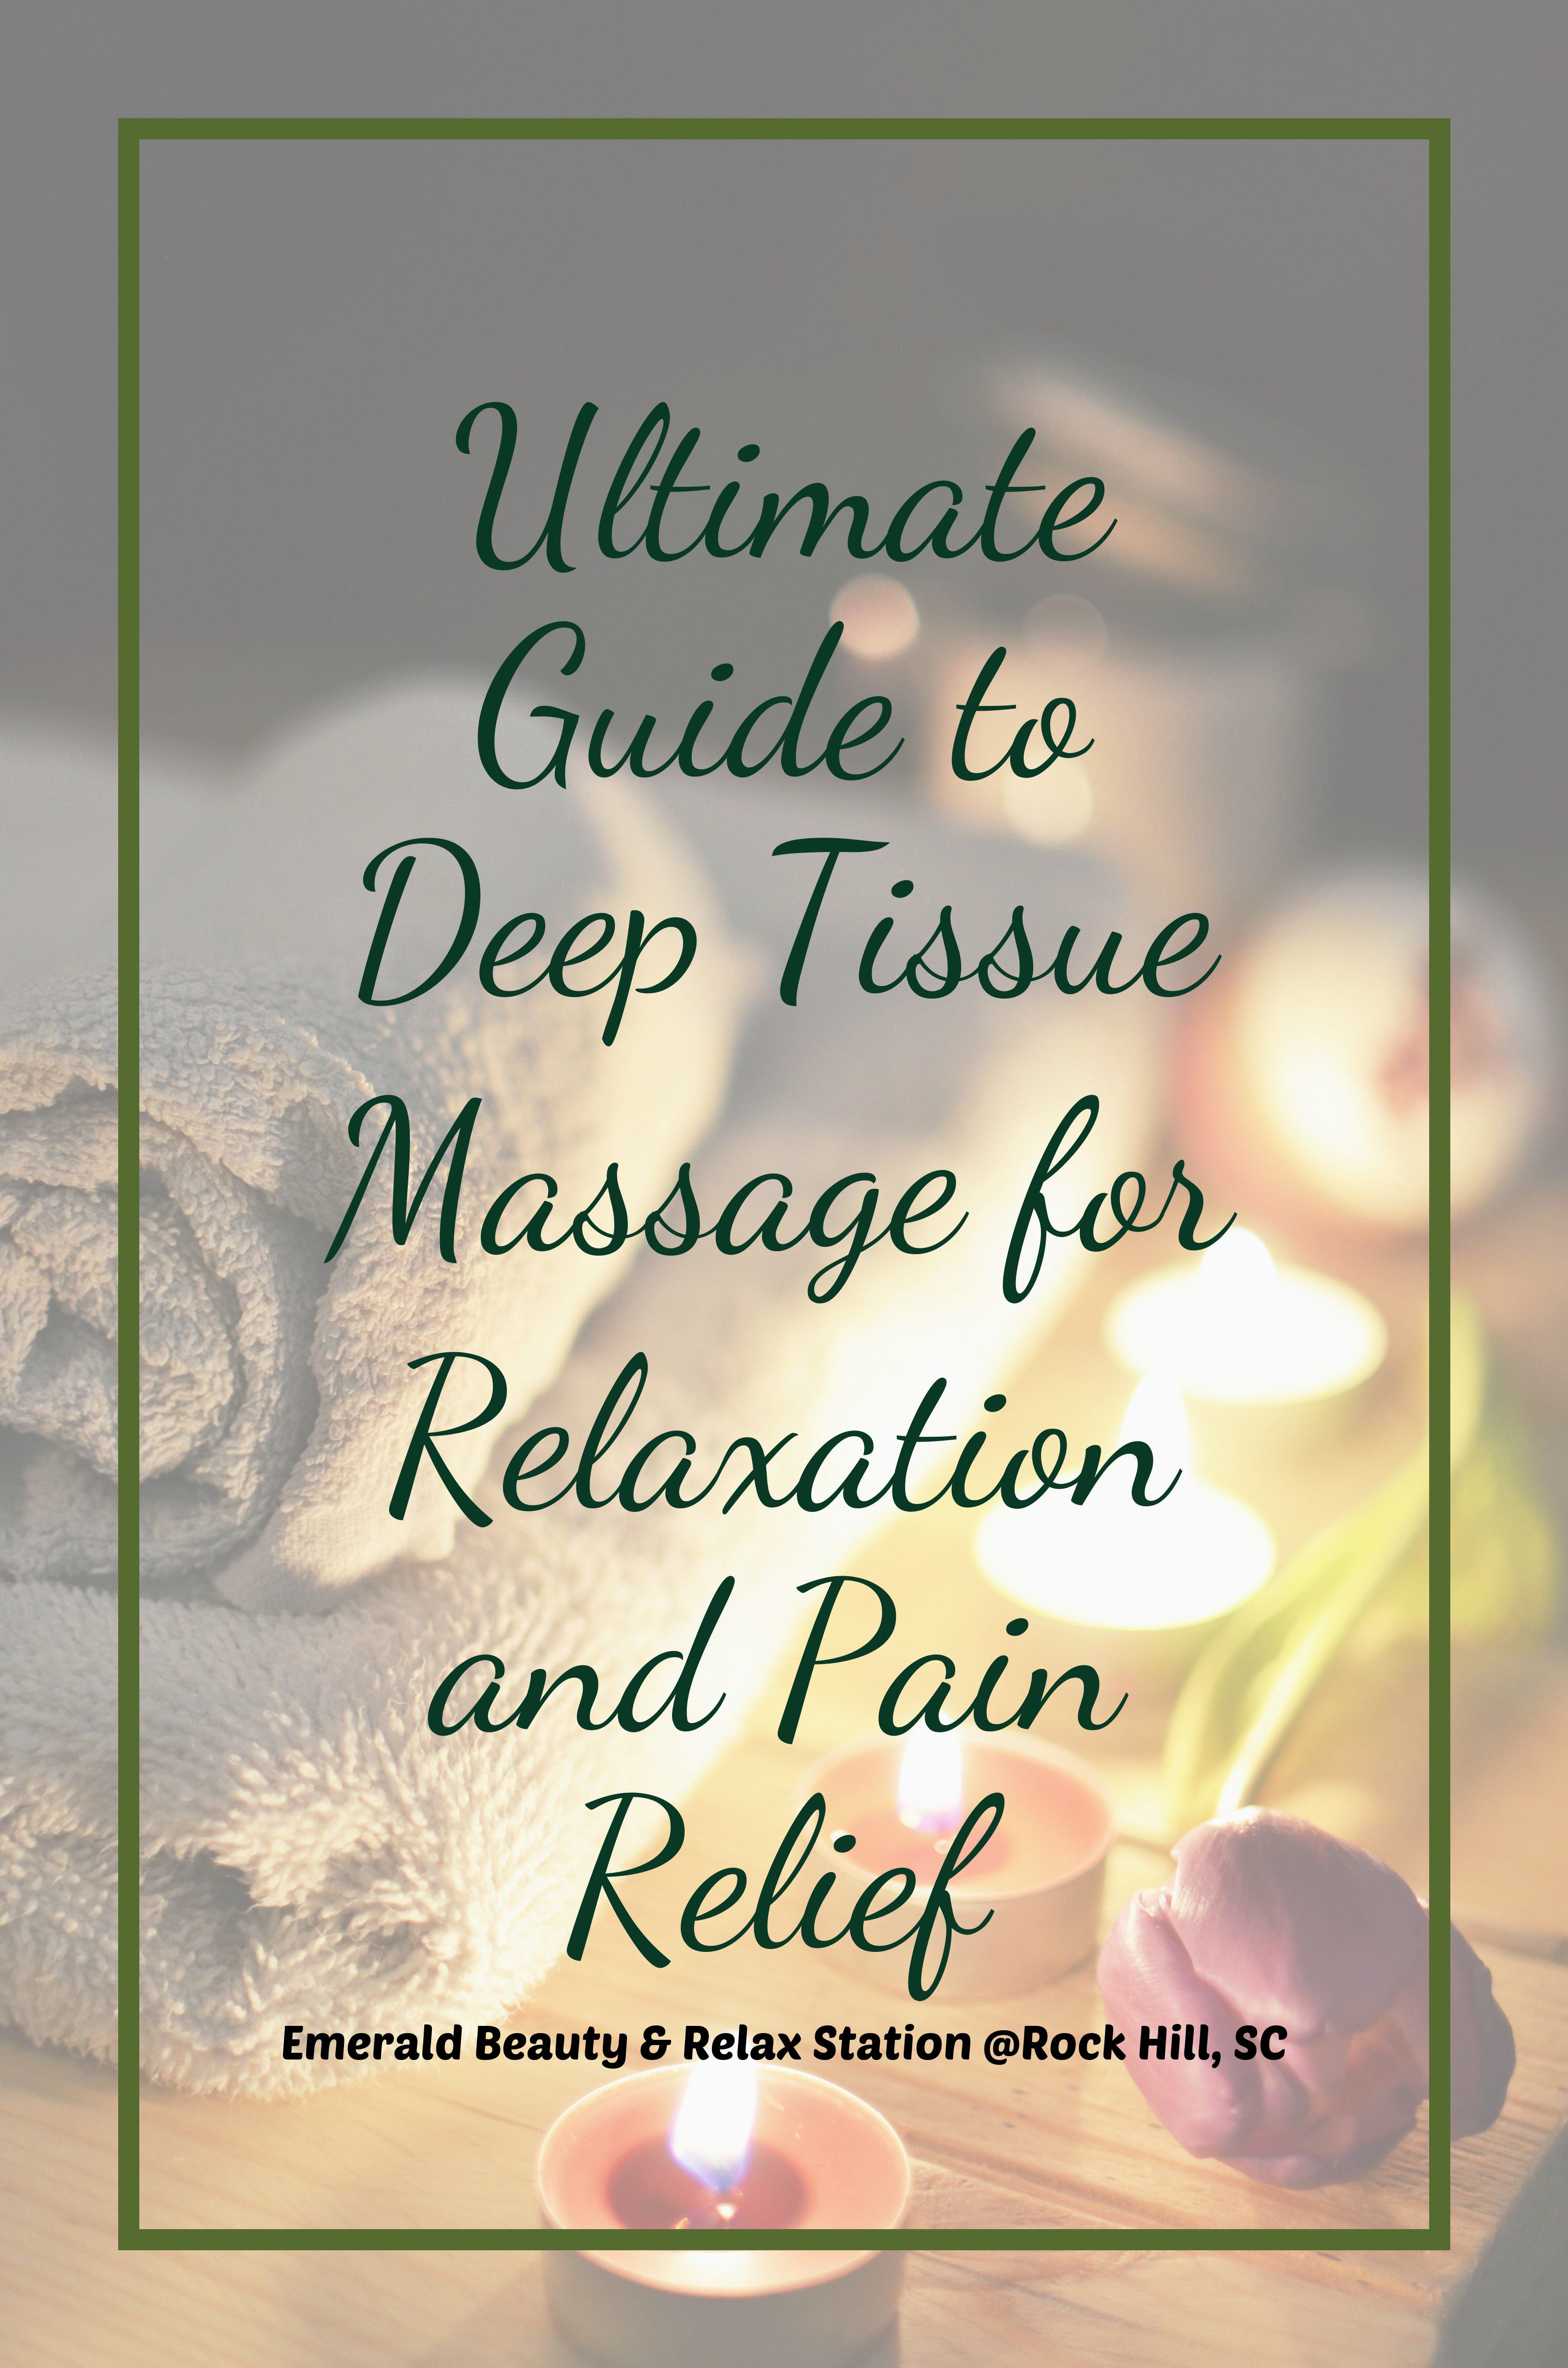 Ultimate
Guide to
Deep Tissue
Massage for
Relaxation
and Pain
Relief
Emerald Beauty & Relax Station @Rock Hill, SC